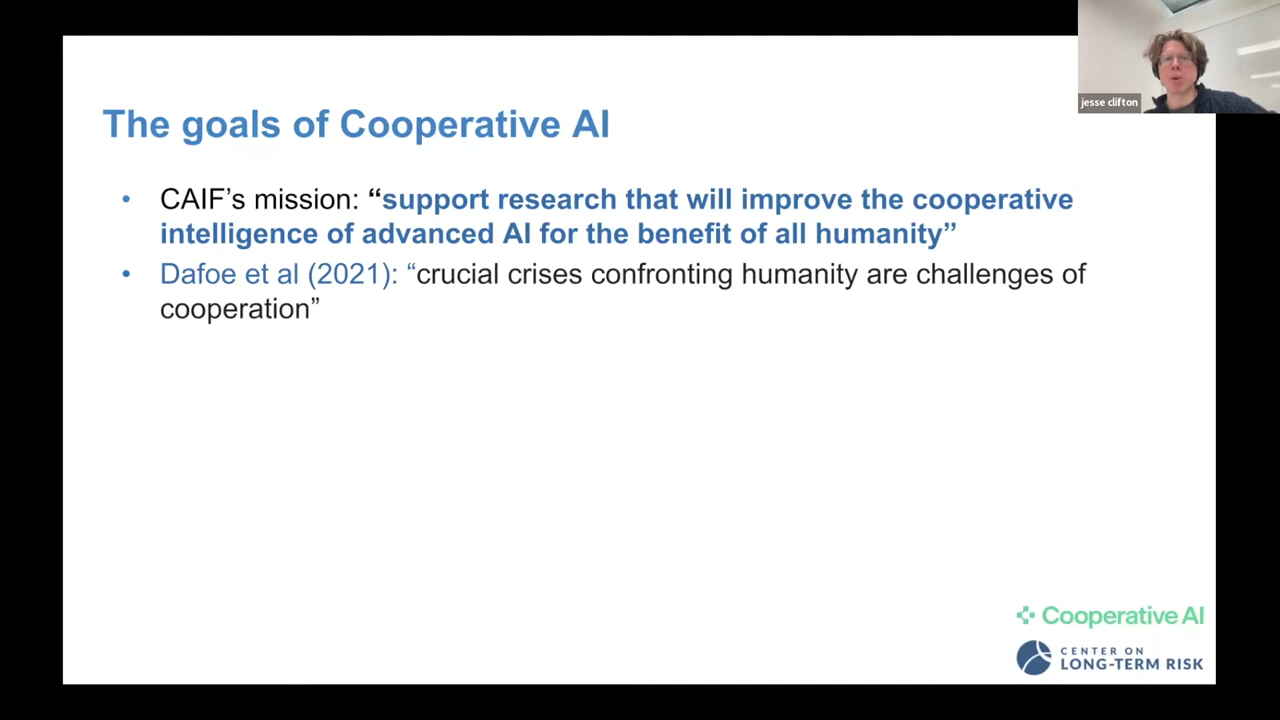 jesse clifton
The goals of Cooperative AI
• CAIF’s mission: “support research that will improve the cooperative
intelligence of advanced AI for the benefit of all humanity”
• Dafoe et al (2021): “crucial crises confronting humanity are challenges of
cooperation”
Cooperative AI
CENTER ON
LONG-TERM RISK